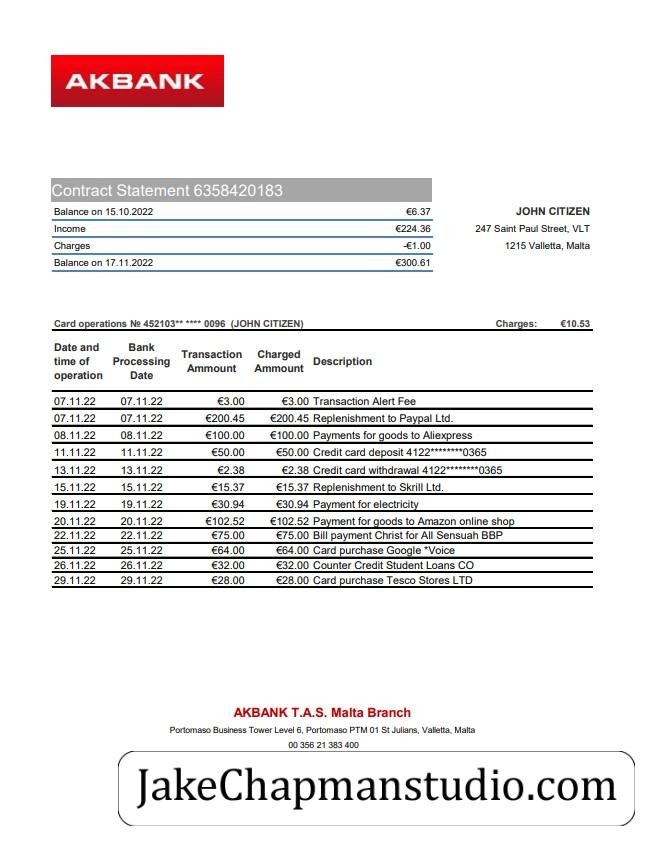 AKBANK
Contract Statement 6358420183
Balance on 15.10.2022 €6.37
Income €224.36
Charges -€1.00
Balance on 17.11.2022 €300.61
JOHN CITIZEN
247 Saint Paul Street, VLT
1215 Valletta, Malta
Card operations № 452103** **** 0096 (JOHN CITIZEN) Charges: €10.53
Date and time of operation Bank Processing Date Transaction Amount Charged Amount Description
07.11.22 07.11.22 €3.00 €3.00 Transaction Alert Fee
07.11.22 07.11.22 €200.45 €200.45 Replenishment to Paypal Ltd.
08.11.22 08.11.22 €100.00 €100.00 Payments for goods to Aliexpress
11.11.22 11.11.22 €50.00 €50.00 Credit card deposit 4122********0365
13.11.22 13.11.22 €2.38 €2.38 Credit card withdrawal 4122********0365
15.11.22 15.11.22 €15.37 €15.37 Replenishment to Skrill Ltd.
19.11.22 19.11.22 €30.94 €30.94 Payment for electricity
20.11.22 20.11.22 €102.52 €102.52 Payment for goods to Amazon online shop
22.11.22 22.11.22 €75.00 €75.00 Bill payment Christ for All Sensuah BBP
25.11.22 25.11.22 €64.00 €64.00 Card purchase Google *Voice
26.11.22 26.11.22 €32.00 €32.00 Counter Credit Student Loans CO
29.11.22 29.11.22 €28.00 €28.00 Card purchase Tesco Stores LTD
AKBANK T.A.S. Malta Branch
Portomaso Business Tower Level 6, Portomaso PTM 01 St Julians, Valletta, Malta
00 356 21 383 400
JakeChapmanstudio.com